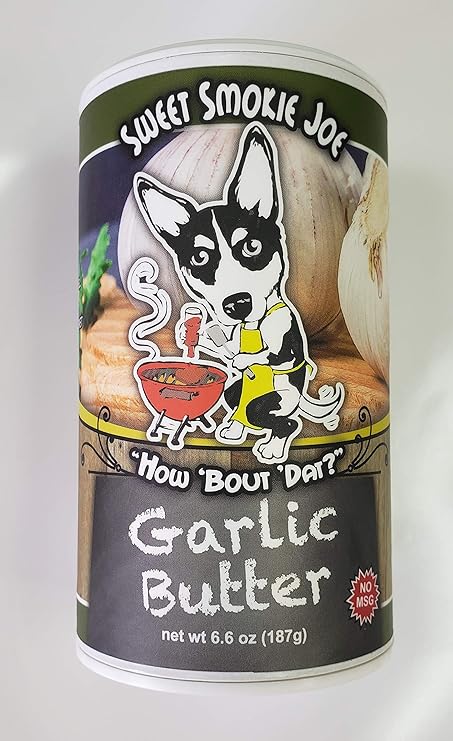 SWEET SMOKIE JOE
"HOW 'BOUT 'DAT?"
Garlic
Butter
NO
MSG
net wt 6.6 oz (187g)